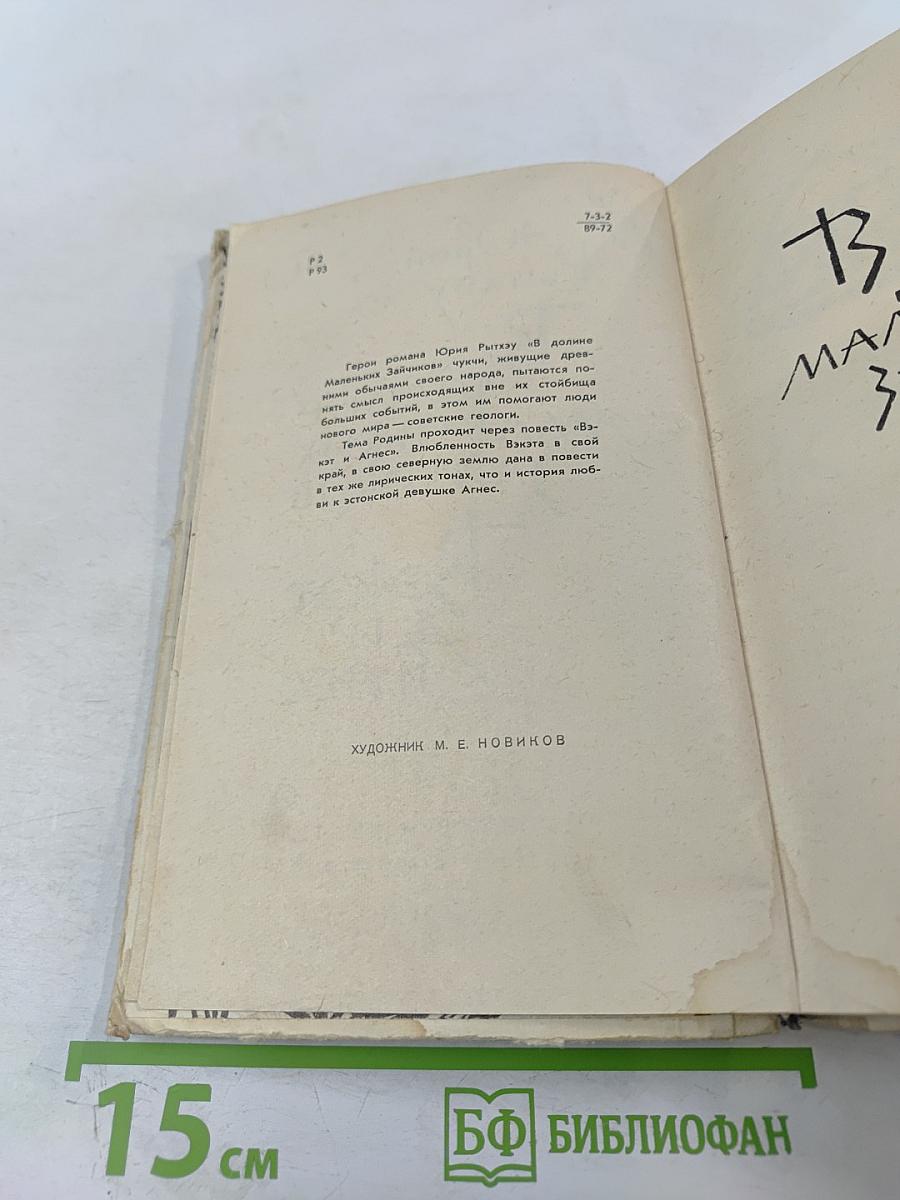 7-3-2
89-72
Р 2
Р 93
Герои романа Юрия Рытхэу «В долине
Маленьких Зайчиков» чукчи, живущие древ-
ними обычаями своего народа, пытаются по-
нять смысл происходящих вне их стойбища
больших событий, в этом им помогают люди
нового мира — советские геологи.
Тема Родины проходит через повесть «Вэ-
кэт и Агнес». Влюбленность Вэкэта в свой
край, в свою северную землю дана в повести
в тех же лирических тонах, что и история люб-
ви к эстонской девушке Агнес.
ХУДОЖНИК М. Е. НОВИКОВ
В
МАЛ
З
15 см
БФ БИБЛИОФАН